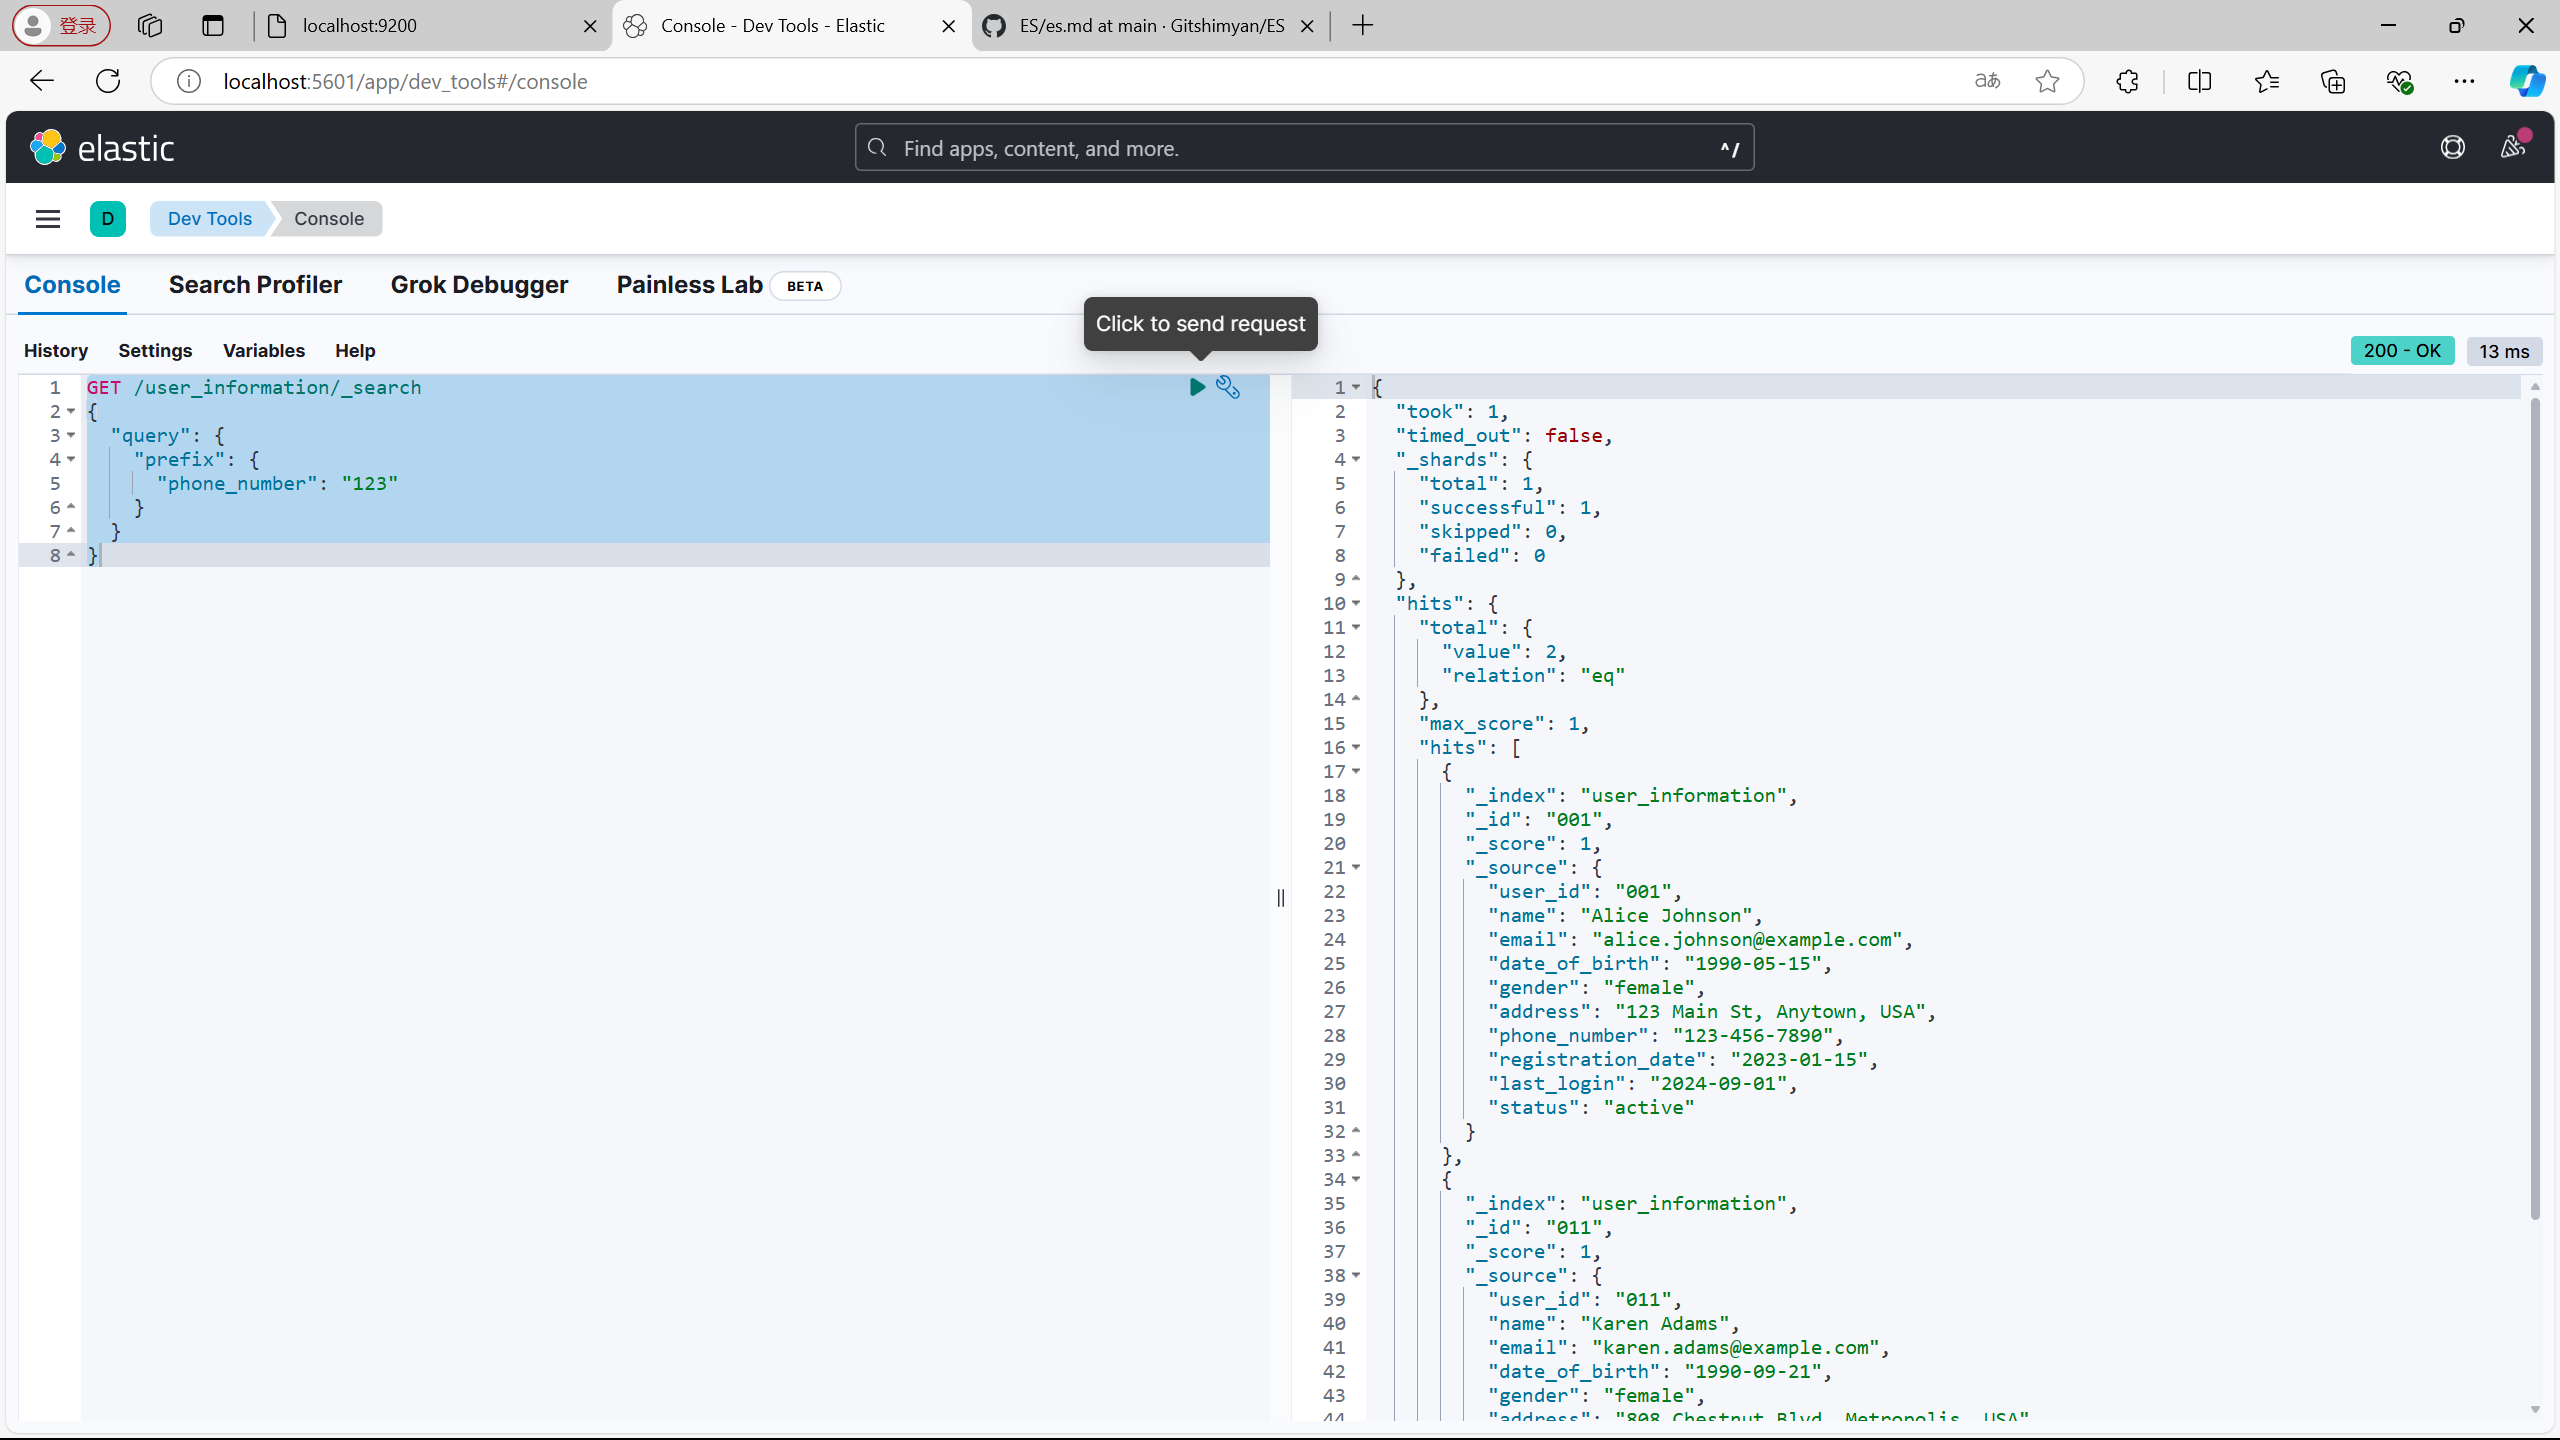 登录
localhost:9200
Console - Dev Tools - Elastic
ES/es.md at main · Gitshimyan/ES
localhost:5601/app/dev_tools#/console
aあ
elastic
Find apps, content, and more.
^/
D
Dev Tools
Console
Console
Search Profiler
Grok Debugger
Painless Lab
BETA
Click to send request
History
Settings
Variables
Help
200 - OK
13 ms
1 GET /user_information/_search
2 {
3 "query": {
4 "prefix": {
5 "phone_number": "123"
6 }
7 }
8 }
1 {
2 "took": 1,
3 "timed_out": false,
4 "_shards": {
5 "total": 1,
6 "successful": 1,
7 "skipped": 0,
8 "failed": 0
9 },
10 "hits": {
11 "total": {
12 "value": 2,
13 "relation": "eq"
14 },
15 "max_score": 1,
16 "hits": [
17 {
18 "_index": "user_information",
19 "_id": "001",
20 "_score": 1,
21 "_source": {
22 "user_id": "001",
23 "name": "Alice Johnson",
24 "email": "alice.johnson@example.com",
25 "date_of_birth": "1990-05-15",
26 "gender": "female",
27 "address": "123 Main St, Anytown, USA",
28 "phone_number": "123-456-7890",
29 "registration_date": "2023-01-15",
30 "last_login": "2024-09-01",
31 "status": "active"
32 }
33 },
34 {
35 "_index": "user_information",
36 "_id": "011",
37 "_score": 1,
38 "_source": {
39 "user_id": "011",
40 "name": "Karen Adams",
41 "email": "karen.adams@example.com",
42 "date_of_birth": "1990-09-21",
43 "gender": "female",
44 "address": "808 Chestnut Blvd, Metropolis, USA"